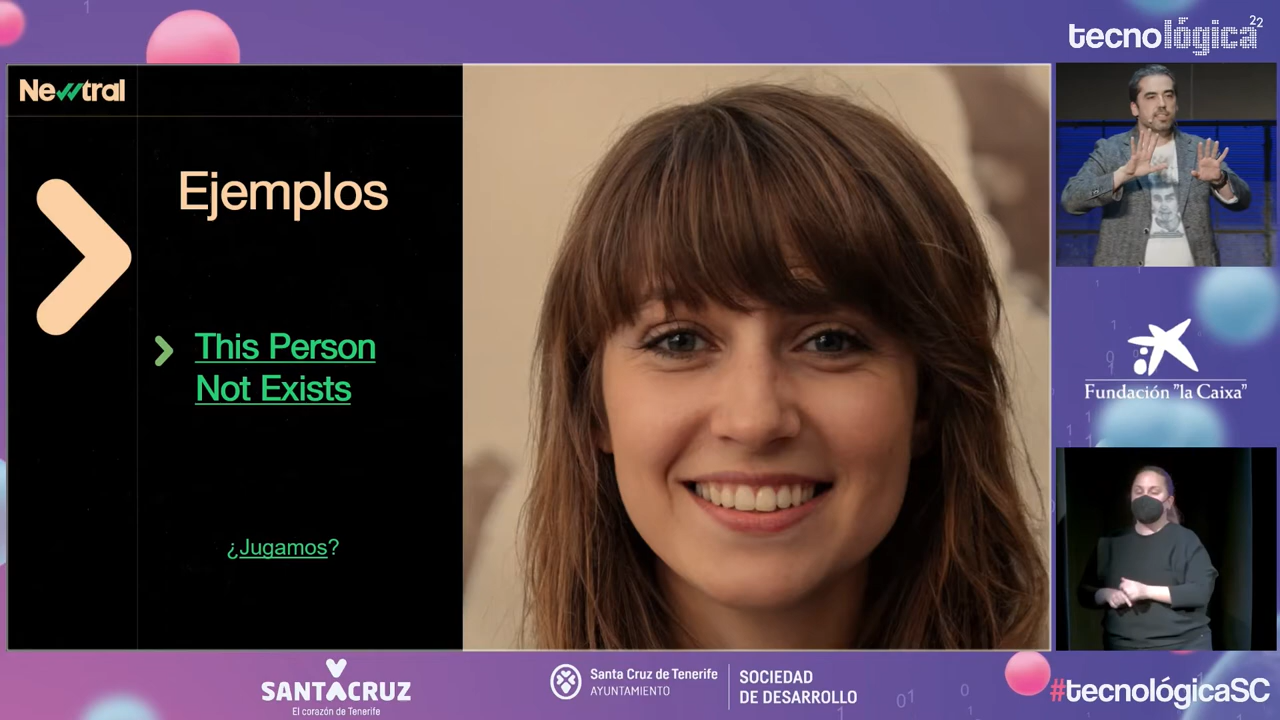 tecnológica22
Newtral
Ejemplos
This Person
Not Exists
¿Jugamos?
Fundación "la Caixa"
SANTACRUZ
El corazón de Tenerife
Santa Cruz de Tenerife
AYUNTAMIENTO
SOCIEDAD
DE DESARROLLO
#tecnológicaSC